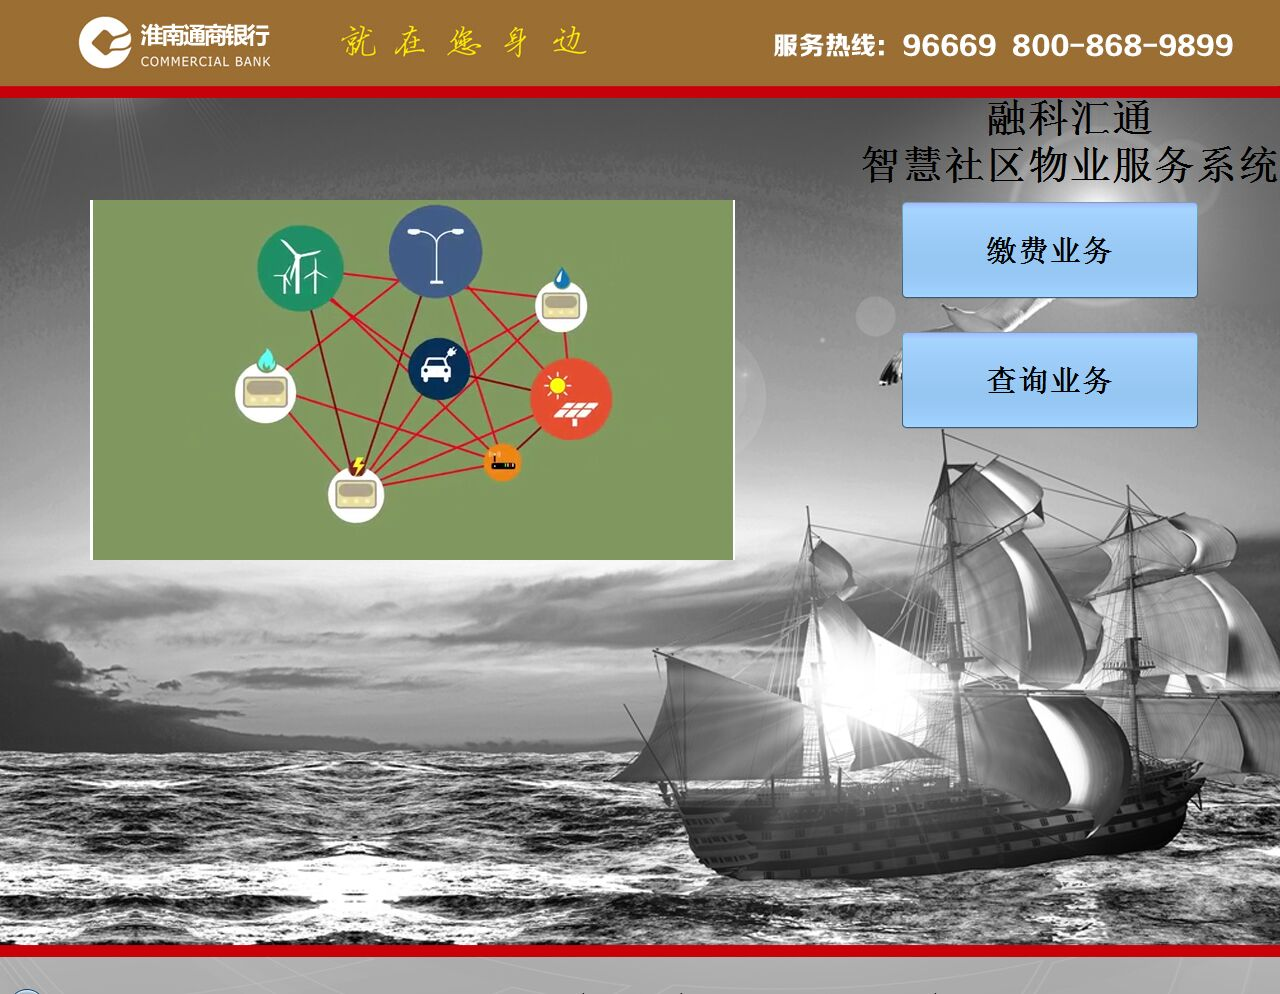 淮南通商银行
COMMERCIAL BANK
就在您身边
服务热线：96669 800-868-9899
融科汇通
智慧社区物业服务系统
缴费业务
查询业务